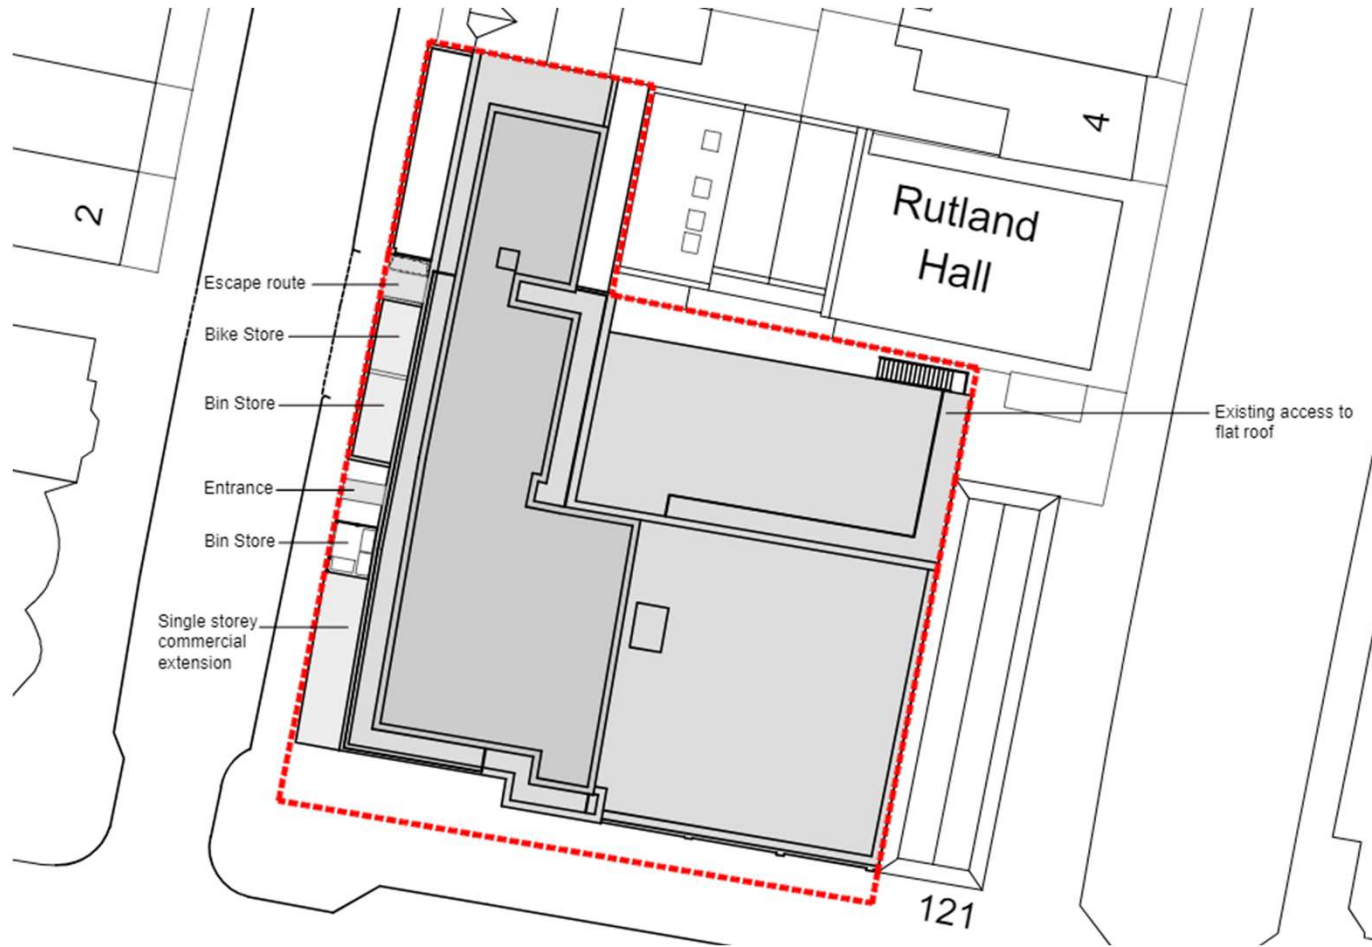 4
2
Rutland
Hall
Escape route
Bike Store
Bin Store
Existing access to
flat roof
Entrance
Bin Store
Single storey
commercial
extension
121